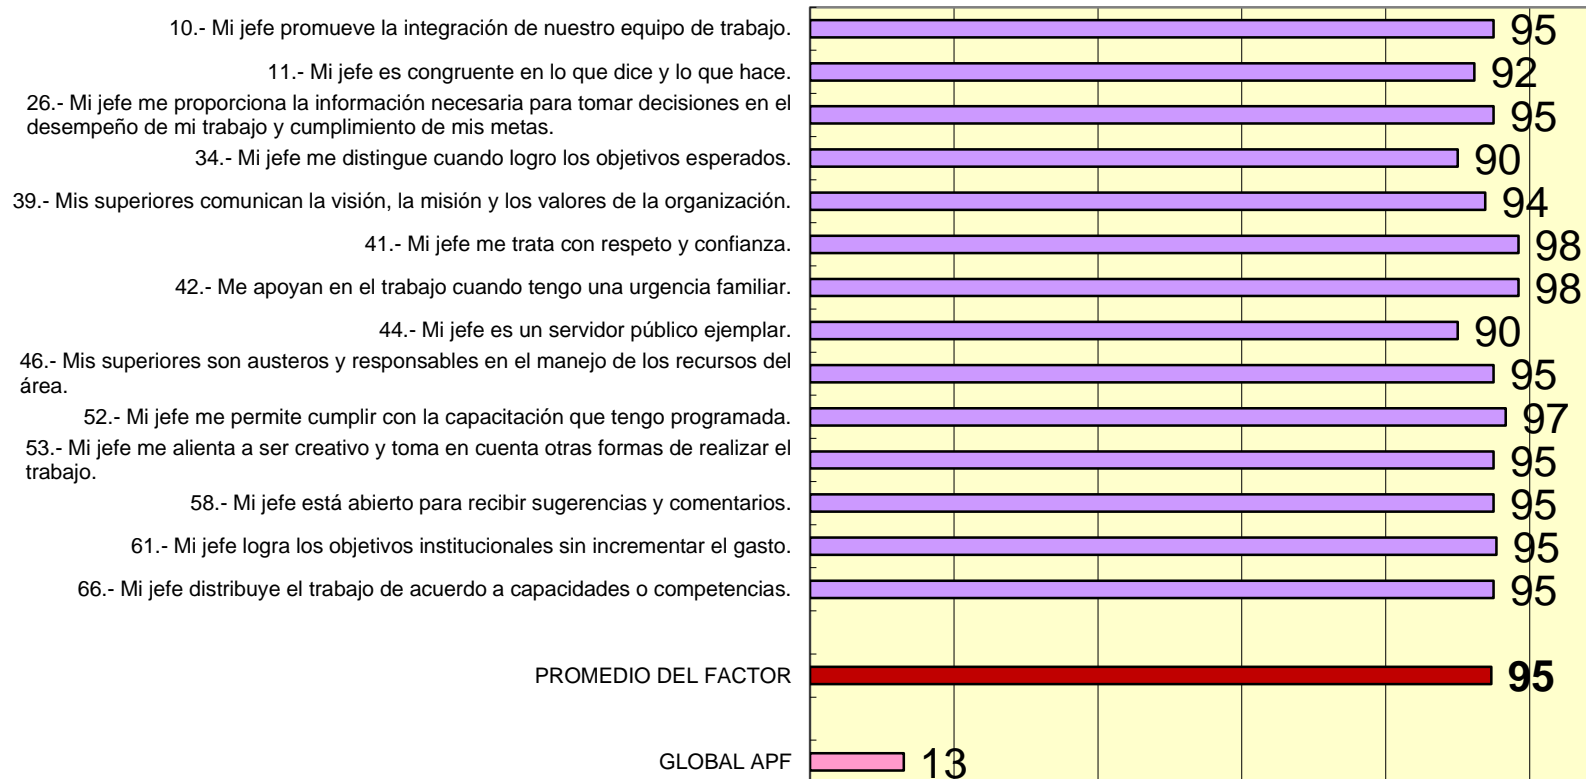 10.- Mi jefe promueve la integración de nuestro equipo de trabajo. 95
11.- Mi jefe es congruente en lo que dice y lo que hace. 92
26.- Mi jefe me proporciona la información necesaria para tomar decisiones en el
desempeño de mi trabajo y cumplimiento de mis metas. 95
34.- Mi jefe me distingue cuando logro los objetivos esperados. 90
39.- Mis superiores comunican la visión, la misión y los valores de la organización. 94
41.- Mi jefe me trata con respeto y confianza. 98
42.- Me apoyan en el trabajo cuando tengo una urgencia familiar. 98
44.- Mi jefe es un servidor público ejemplar. 90
46.- Mis superiores son austeros y responsables en el manejo de los recursos del
área. 95
52.- Mi jefe me permite cumplir con la capacitación que tengo programada. 97
53.- Mi jefe me alienta a ser creativo y toma en cuenta otras formas de realizar el
trabajo. 95
58.- Mi jefe está abierto para recibir sugerencias y comentarios. 95
61.- Mi jefe logra los objetivos institucionales sin incrementar el gasto. 95
66.- Mi jefe distribuye el trabajo de acuerdo a capacidades o competencias. 95
PROMEDIO DEL FACTOR 95
GLOBAL APF 13